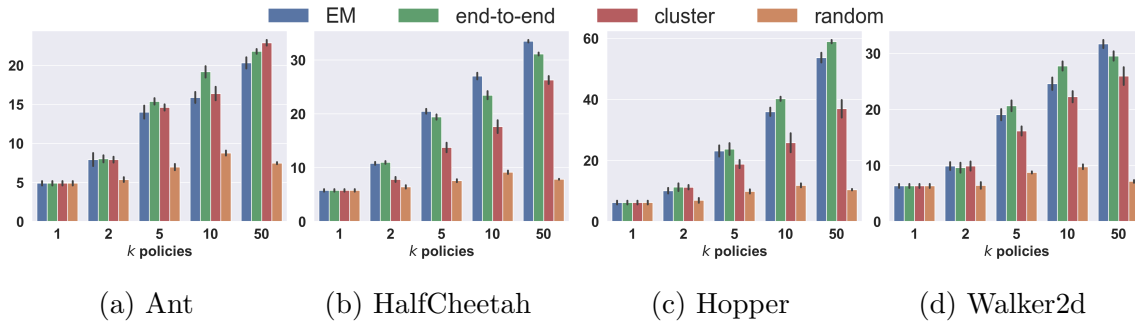 EM end-to-end cluster random
20 15 10 5 0
1 2 5 10 50
k policies
30 20 10 0
1 2 5 10 50
k policies
60 40 20 0
1 2 5 10 50
k policies
30 20 10 0
1 2 5 10 50
k policies
(a) Ant (b) HalfCheetah (c) Hopper (d) Walker2d